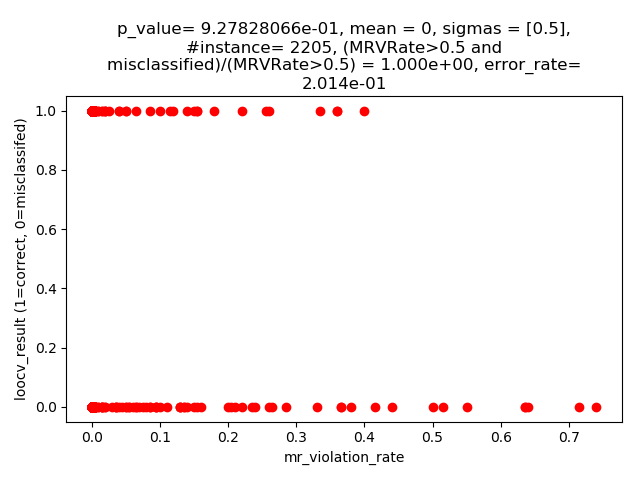 p_value= 9.27828066e-01, mean = 0, sigmas = [0.5],
#instance= 2205, (MRVRate>0.5 and
misclassified)/(MRVRate>0.5) = 1.000e+00, error_rate=
2.014e-01
loocv_result (1=correct, 0=misclassifed)
1.0
0.8
0.6
0.4
0.2
0.0
0.0 0.1 0.2 0.3 0.4 0.5 0.6 0.7
mr_violation_rate